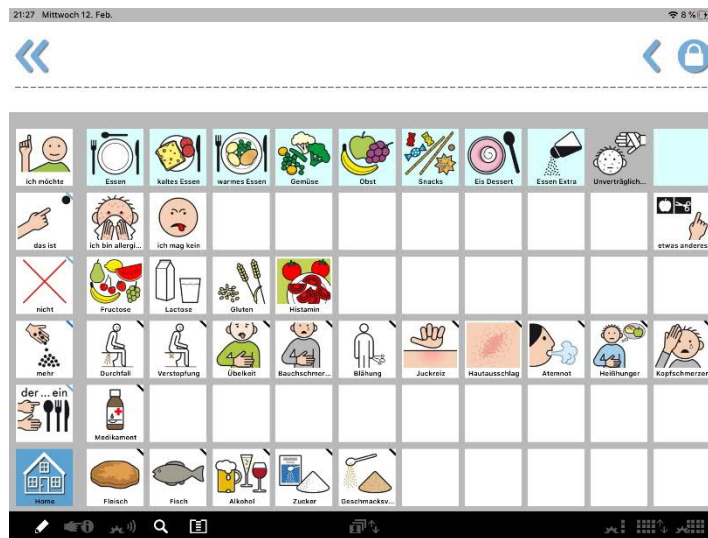 21:27 Mittwoch 12. Feb.
8 %
ich möchte
Essen
kaltes Essen
warmes Essen
Gemüse
Obst
Snacks
Eis Dessert
Essen Extra
Unverträglich...
das ist
ich bin allergi...
ich mag kein
etwas anderes
nicht
Fructose
Lactose
Gluten
Histamin
mehr
Durchfall
Verstopfung
Übelkeit
Bauchschmer...
Blähung
Juckreiz
Hautausschlag
Atemnot
Heißhunger
Kopfschmerzen
der ... ein
Medikament
Home
Fleisch
Fisch
Alkohol
Zucker
Geschmacksv...